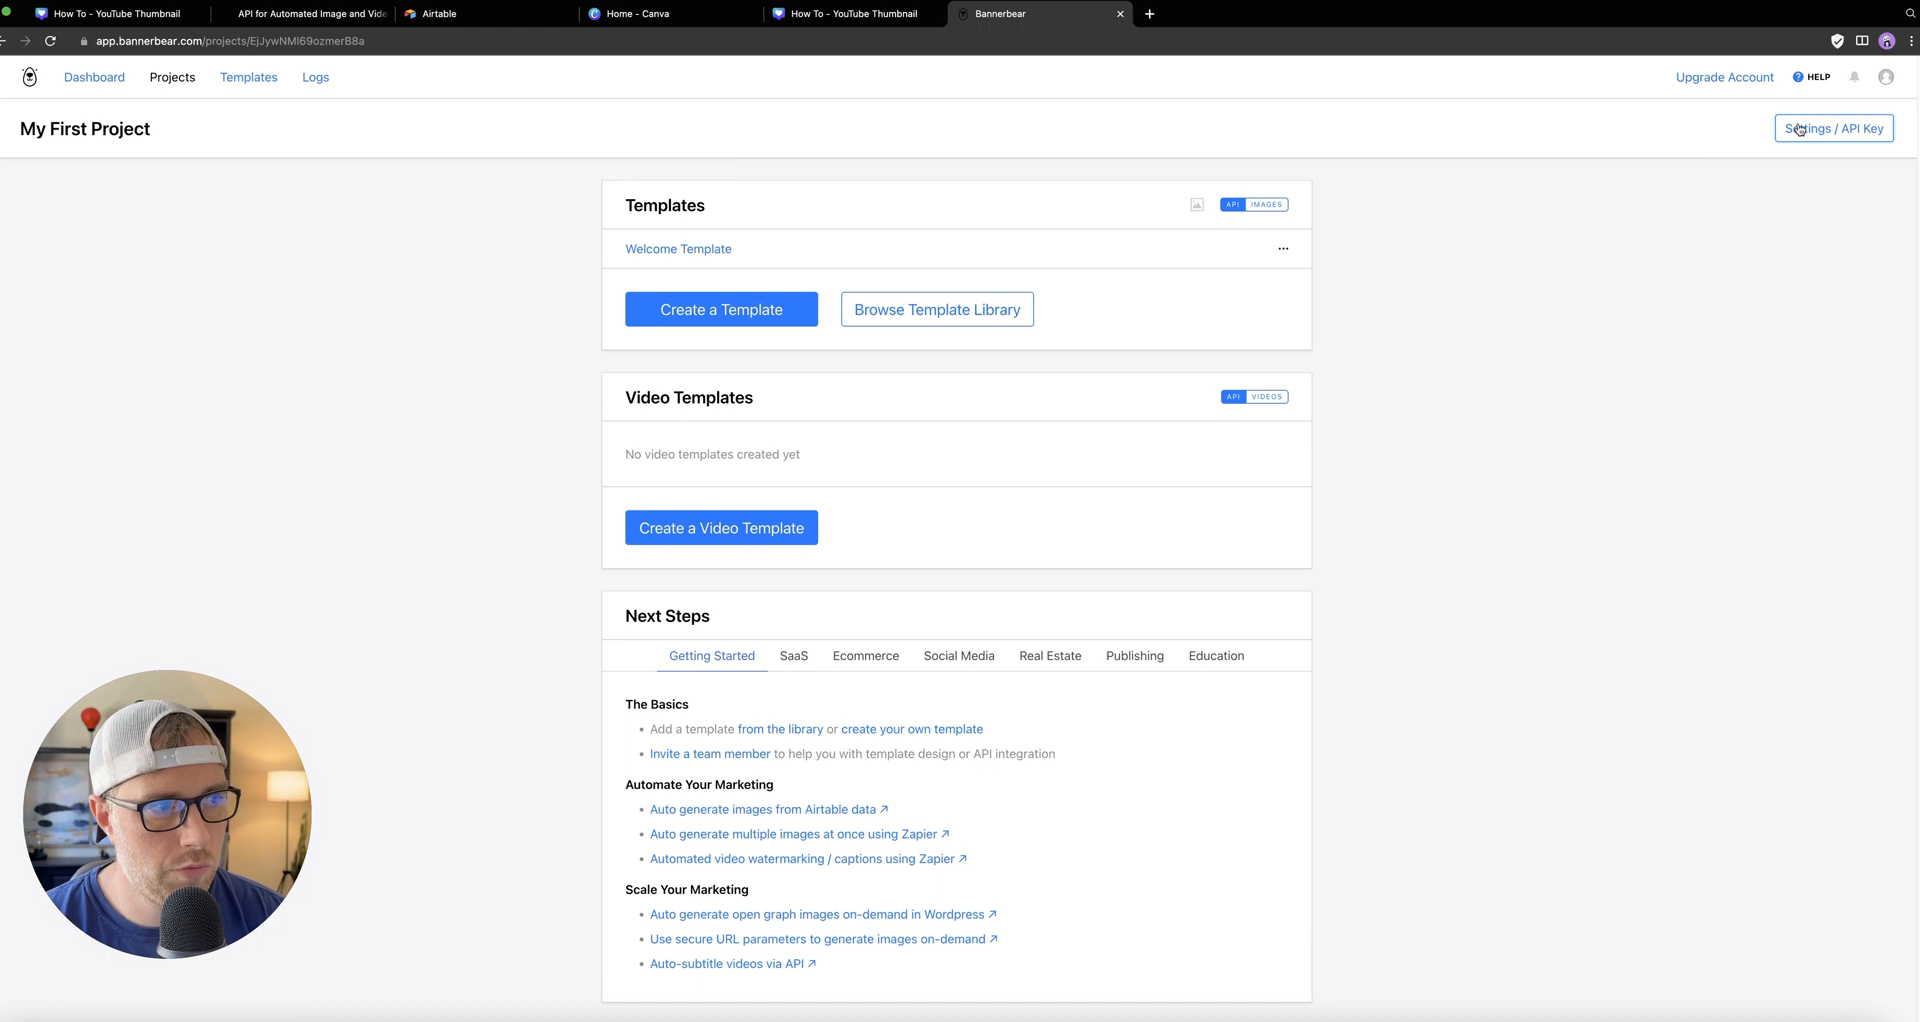 How To - YouTube Thumbnail
API for Automated Image and Vide
Airtable
Home - Canva
How To - YouTube Thumbnail
Bannerbear
app.bannerbear.com/projects/EjJywNMl69ozmerB8a
Dashboard
Projects
Templates
Logs
Upgrade Account
? HELP
My First Project
Settings / API Key
Templates
API IMAGES
Welcome Template
Create a Template
Browse Template Library
Video Templates
API VIDEOS
No video templates created yet
Create a Video Template
Next Steps
Getting Started
SaaS
Ecommerce
Social Media
Real Estate
Publishing
Education
The Basics
• Add a template from the library or create your own template
• Invite a team member to help you with template design or API integration
Automate Your Marketing
• Auto generate images from Airtable data ↗
• Auto generate multiple images at once using Zapier ↗
• Automated video watermarking / captions using Zapier ↗
Scale Your Marketing
• Auto generate open graph images on-demand in Wordpress ↗
• Use secure URL parameters to generate images on-demand ↗
• Auto-subtitle videos via API ↗